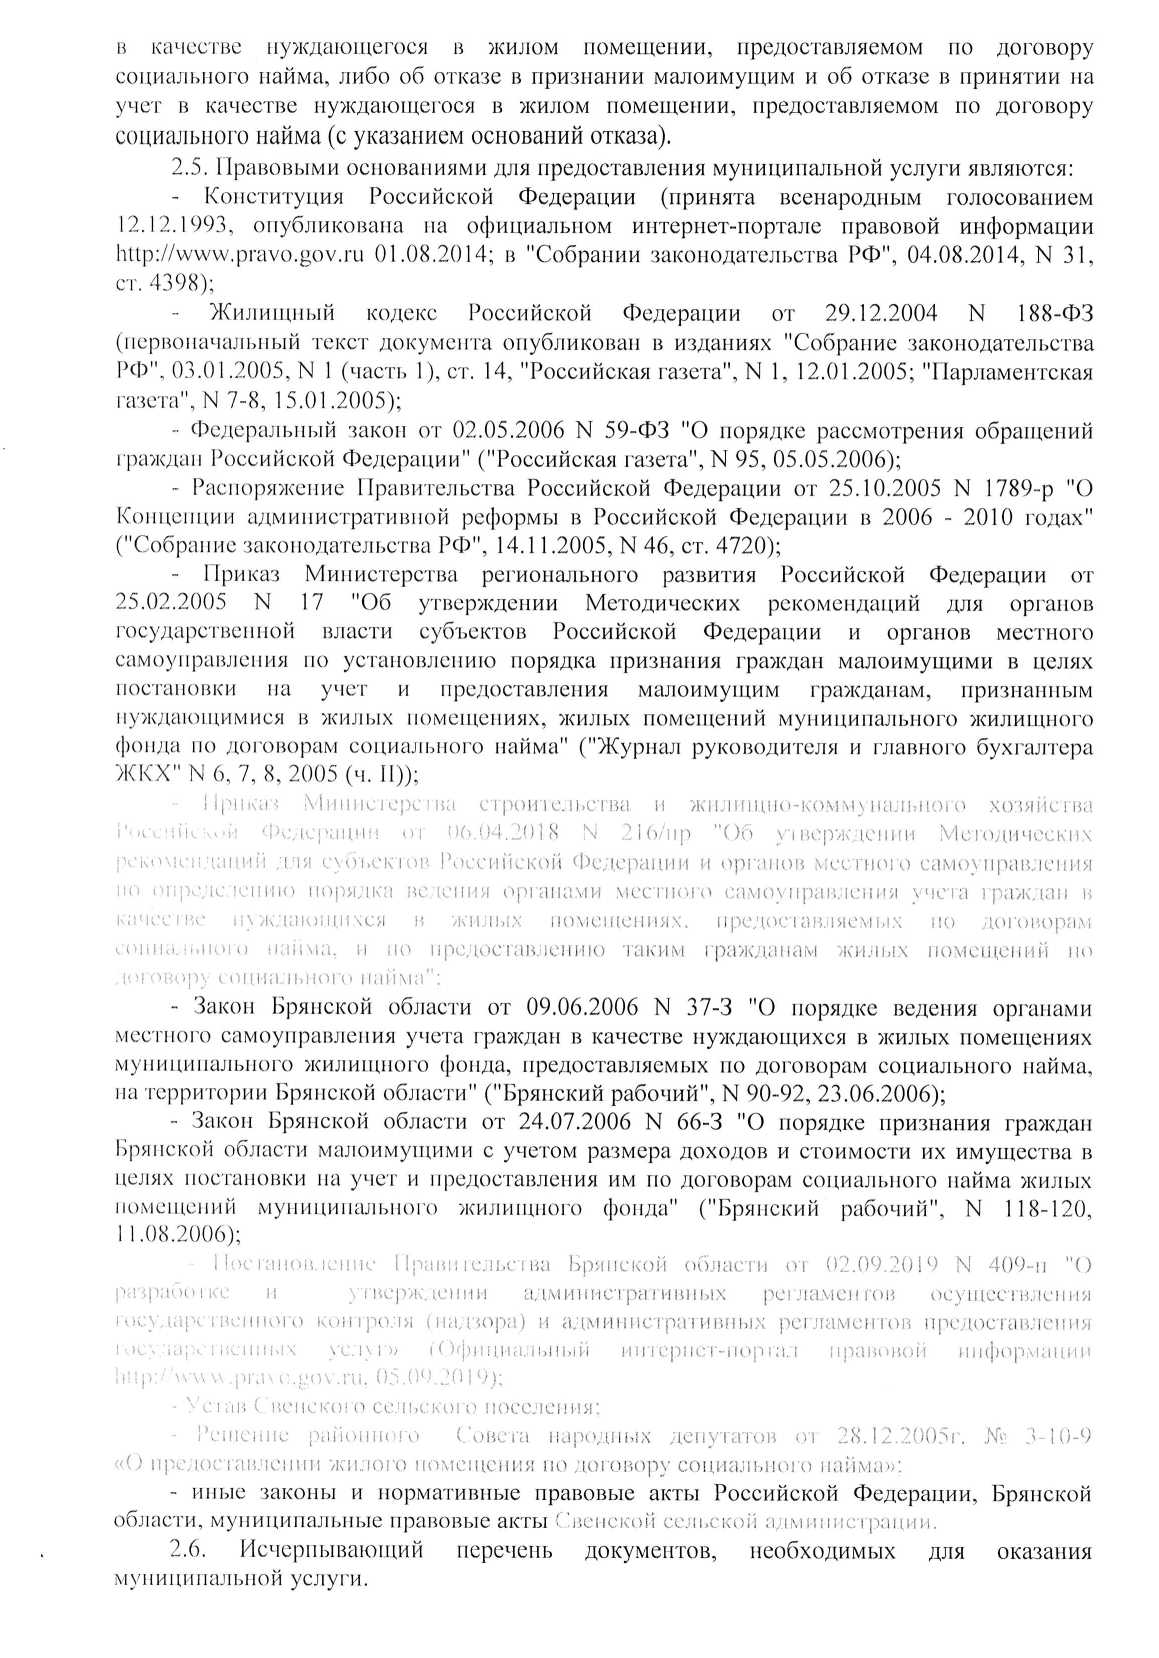 в качестве нуждающегося в жилом помещении, предоставляемом по договору
социального найма, либо об отказе в признании малоимущим и об отказе в принятии на
учет в качестве нуждающегося в жилом помещении, предоставляемом по договору
социального найма (с указанием оснований отказа).
2.5. Правовыми основаниями для предоставления муниципальной услуги являются:
- Конституция Российской Федерации (принята всенародным голосованием
12.12.1993, опубликована на официальном интернет-портале правовой информации
http://www.pravo.gov.ru 01.08.2014; в "Собрании законодательства РФ", 04.08.2014, N 31,
ст. 4398);
- Жилищный кодекс Российской Федерации от 29.12.2004 N 188-ФЗ
(первоначальный текст документа опубликован в изданиях "Собрание законодательства
РФ", 03.01.2005, N 1 (часть 1), ст. 14, "Российская газета", N 1, 12.01.2005; "Парламентская
газета", N 7-8, 15.01.2005);
- Федеральный закон от 02.05.2006 N 59-ФЗ "О порядке рассмотрения обращений
граждан Российской Федерации" ("Российская газета", N 95, 05.05.2006);
- Распоряжение Правительства Российской Федерации от 25.10.2005 N 1789-р "О
Концепции административной реформы в Российской Федерации в 2006 - 2010 годах"
("Собрание законодательства РФ", 14.11.2005, N 46, ст. 4720);
- Приказ Министерства регионального развития Российской Федерации от
25.02.2005 N 17 "Об утверждении Методических рекомендаций для органов
государственной власти субъектов Российской Федерации и органов местного
самоуправления по установлению порядка признания граждан малоимущими в целях
постановки на учет и предоставления малоимущим гражданам, признанным
нуждающимися в жилых помещениях, жилых помещений муниципального жилищного
фонда по договорам социального найма" ("Журнал руководителя и главного бухгалтера
ЖКХ" N 6, 7, 8, 2005 (ч. II));
- Приказ Министерства строительства и жилищно-коммунального хозяйства
Российской Федерации от 06.04.2018 N 216/пр "Об утверждении Методических
рекомендаций для субъектов Российской Федерации и органов местного самоуправления
по определению порядка ведения органами местного самоуправления учета граждан в
качестве нуждающихся в жилых помещениях, предоставляемых по договорам
социального найма, и по предоставлению таким гражданам жилых помещений по
договору социального найма";
- Закон Брянской области от 09.06.2006 N 37-З "О порядке ведения органами
местного самоуправления учета граждан в качестве нуждающихся в жилых помещениях
муниципального жилищного фонда, предоставляемых по договорам социального найма,
на территории Брянской области" ("Брянский рабочий", N 90-92, 23.06.2006);
- Закон Брянской области от 24.07.2006 N 66-З "О порядке признания граждан
Брянской области малоимущими с учетом размера доходов и стоимости их имущества в
целях постановки на учет и предоставления им по договорам социального найма жилых
помещений муниципального жилищного фонда" ("Брянский рабочий", N 118-120,
11.08.2006);
- Постановление Правительства Брянской области от 02.09.2019 N 409-п "О
разработке и утверждении административных регламентов осуществления
государственного контроля (надзора) и административных регламентов предоставления
государственных услуг» (Официальный интернет-портал правовой информации
http://www.pravo.gov.ru, 05.09.2019);
- Устав Свенского сельского поселения;
- Решение районного Совета народных депутатов от 28.12.2005г. № 3-10-9
«О предоставлении жилого помещения по договору социального найма»;
- иные законы и нормативные правовые акты Российской Федерации, Брянской
области, муниципальные правовые акты Свенской сельской администрации.
2.6. Исчерпывающий перечень документов, необходимых для оказания
муниципальной услуги.